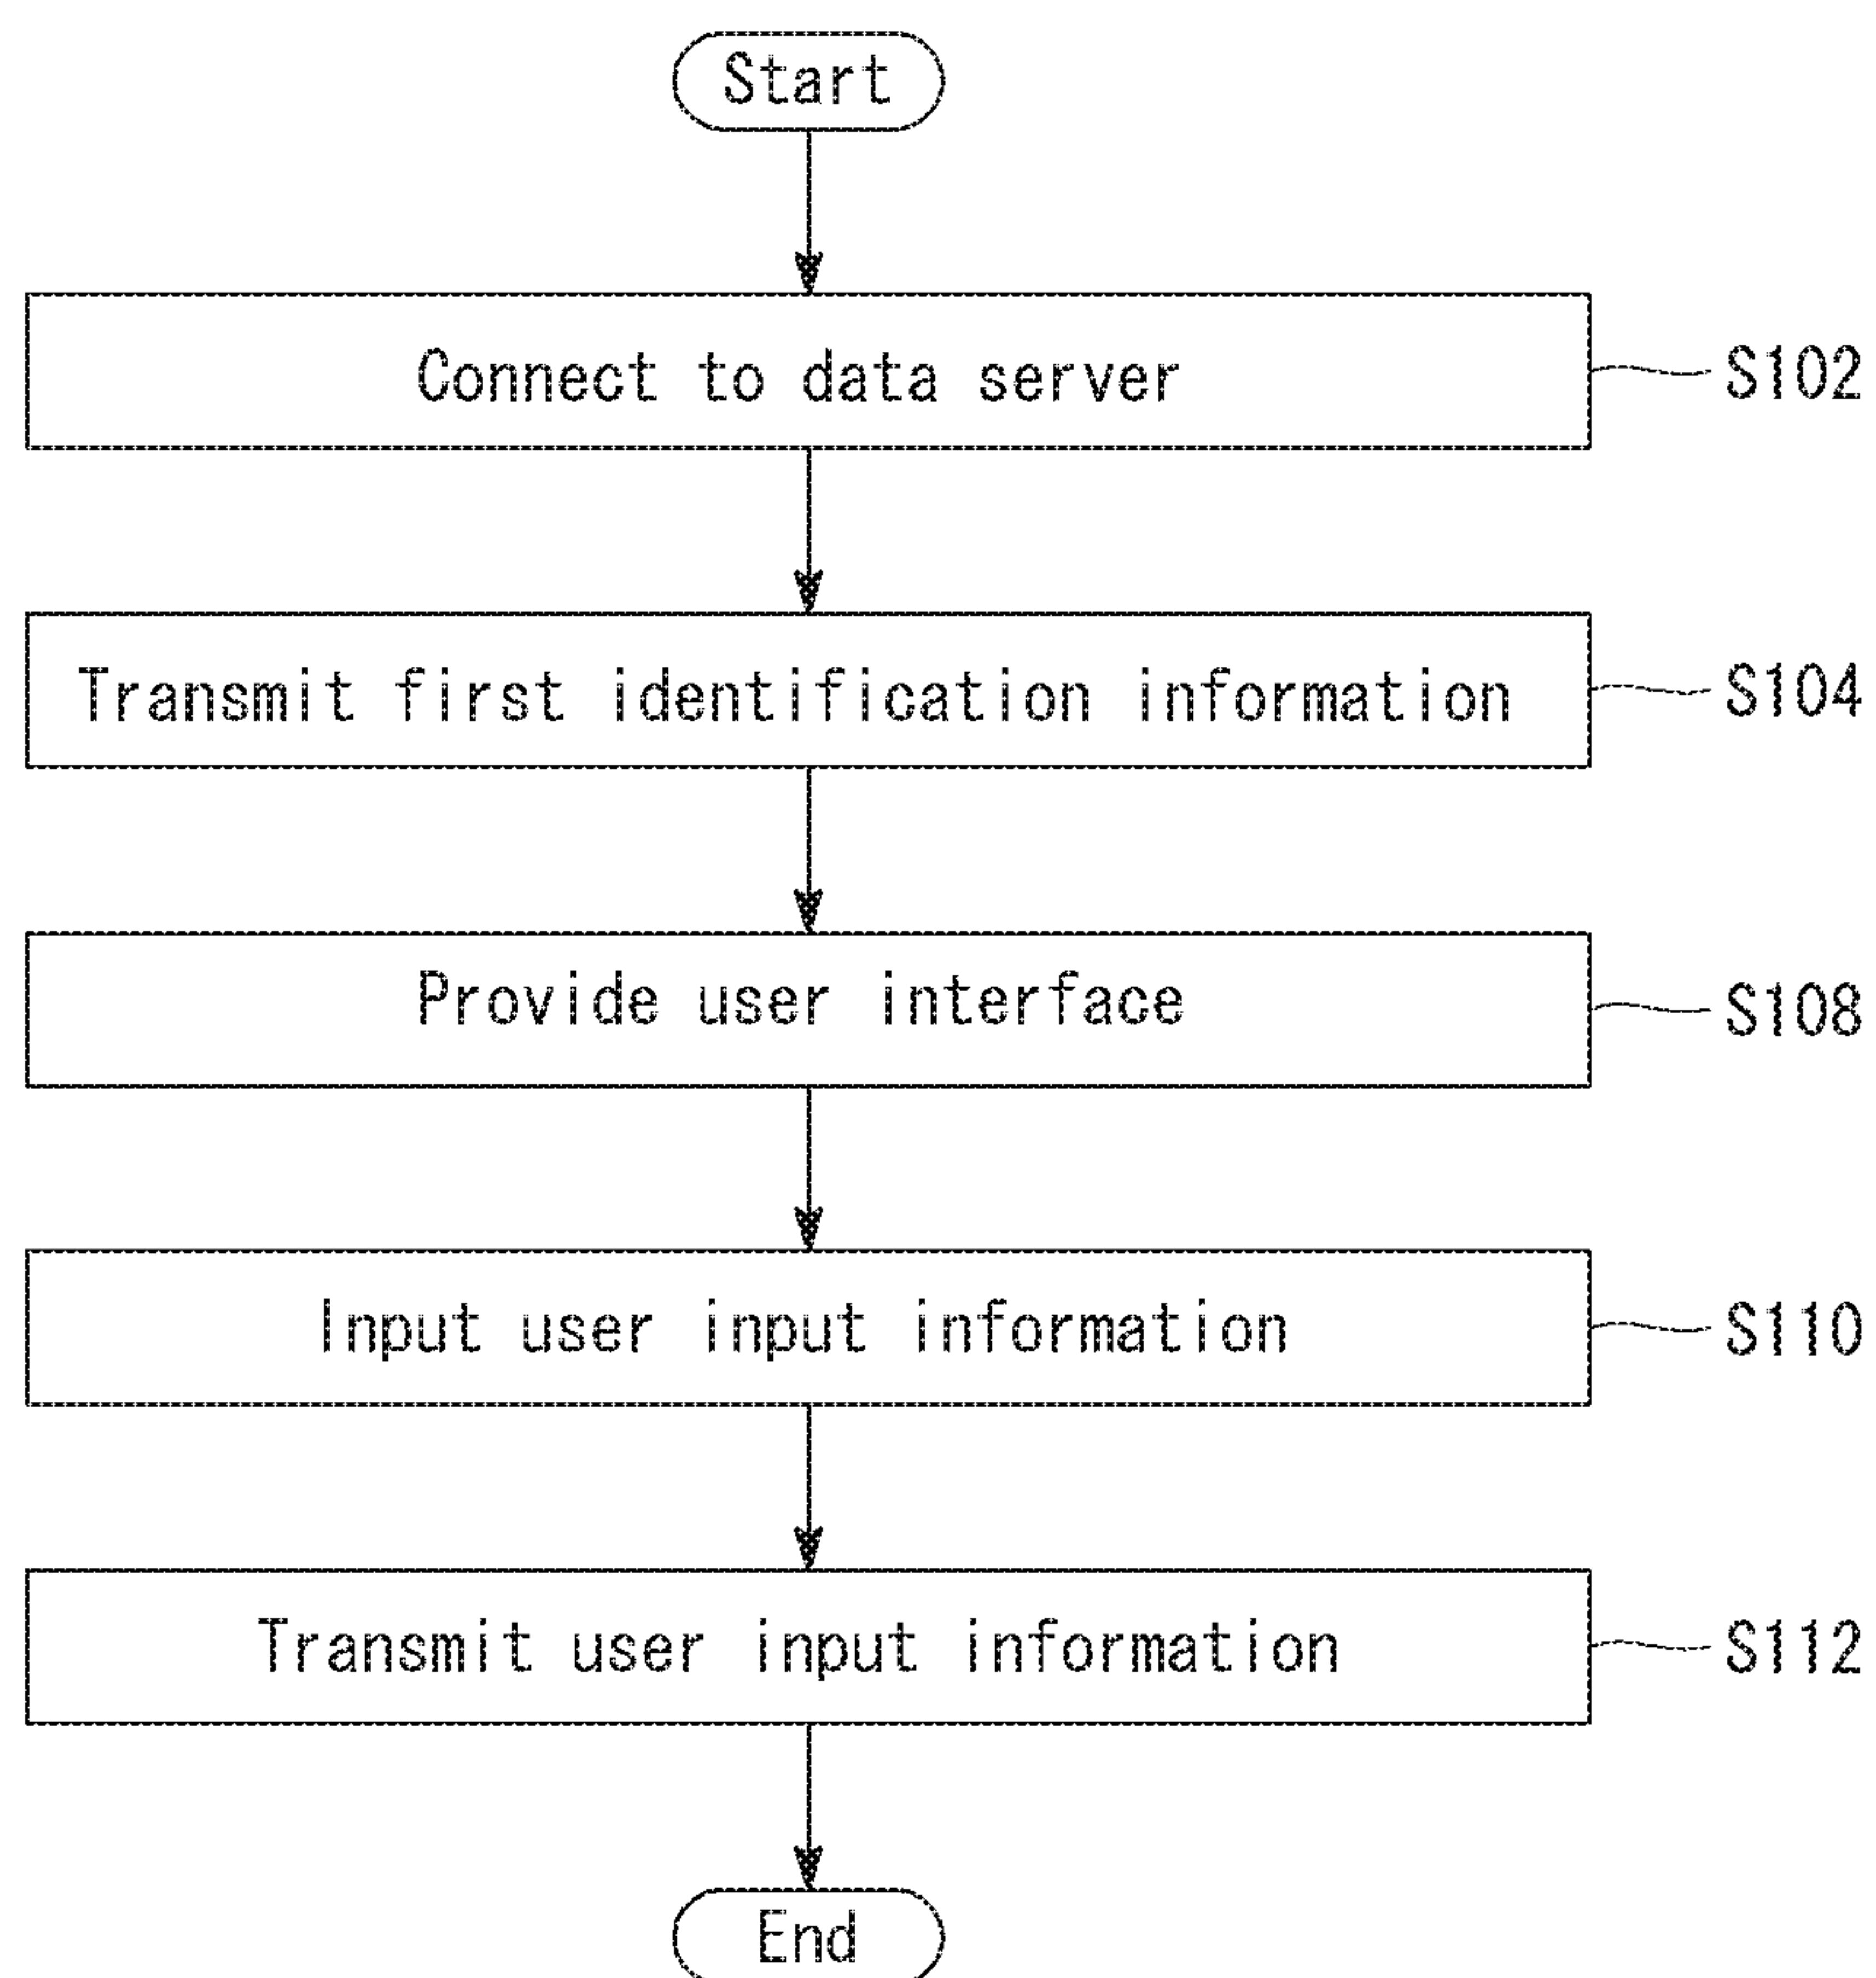 Start
Connect to data server
S102
Transmit first identification information
S104
Provide user interface
S108
Input user input information
S110
Transmit user input information
S112
End